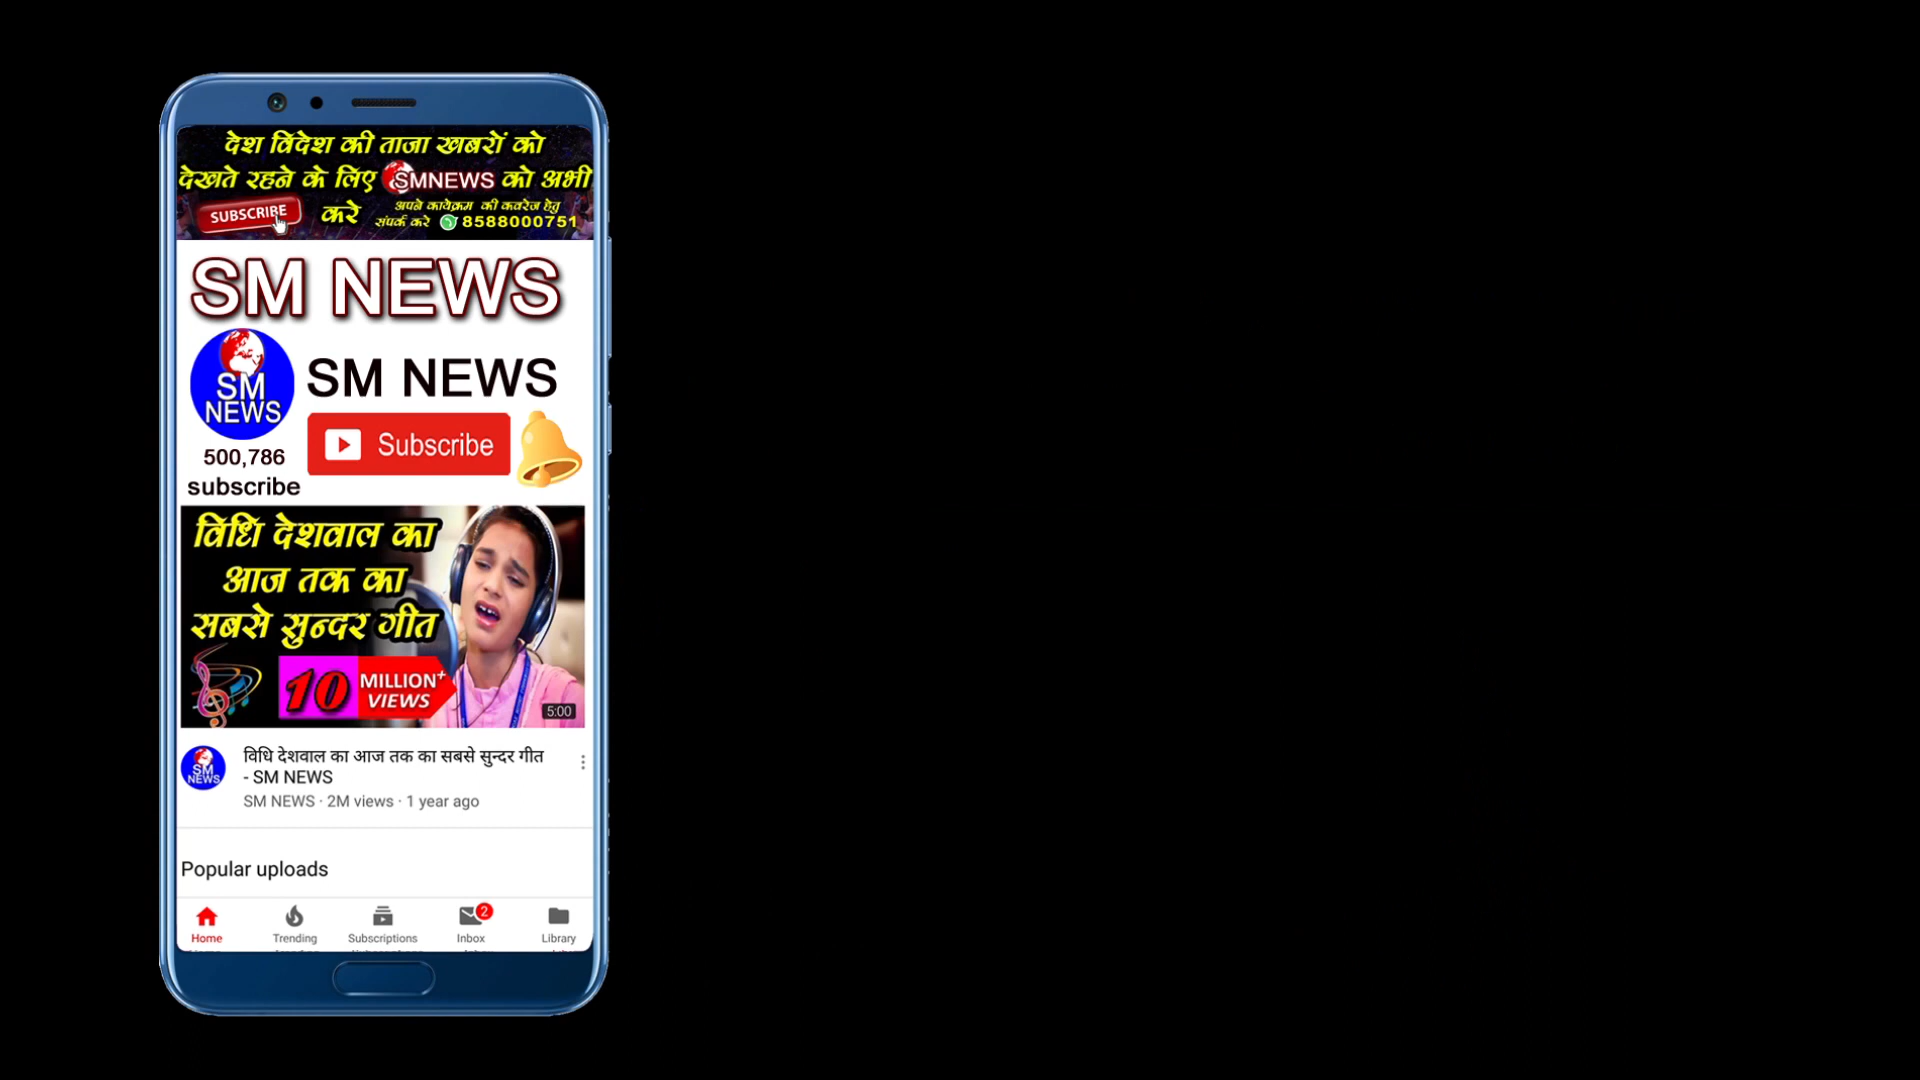 देश विदेश की ताजा खबरों को
देखते रहने के लिए SMNEWS को अभी
SUBSCRIBE करे
अपने कार्यक्रम की कवरेज हेतु
संपर्क करे 8588000751
SM NEWS
SM NEWS
SM NEWS
Subscribe
500,786
subscribe
विधि देशवाल का
आज तक का
सबसे सुन्दर गीत
10 MILLION+
VIEWS
5:00
SM NEWS
विधि देशवाल का आज तक का सबसे सुन्दर गीत
- SM NEWS
SM NEWS · 2M views · 1 year ago
Popular uploads
2
Home Trending Subscriptions Inbox Library